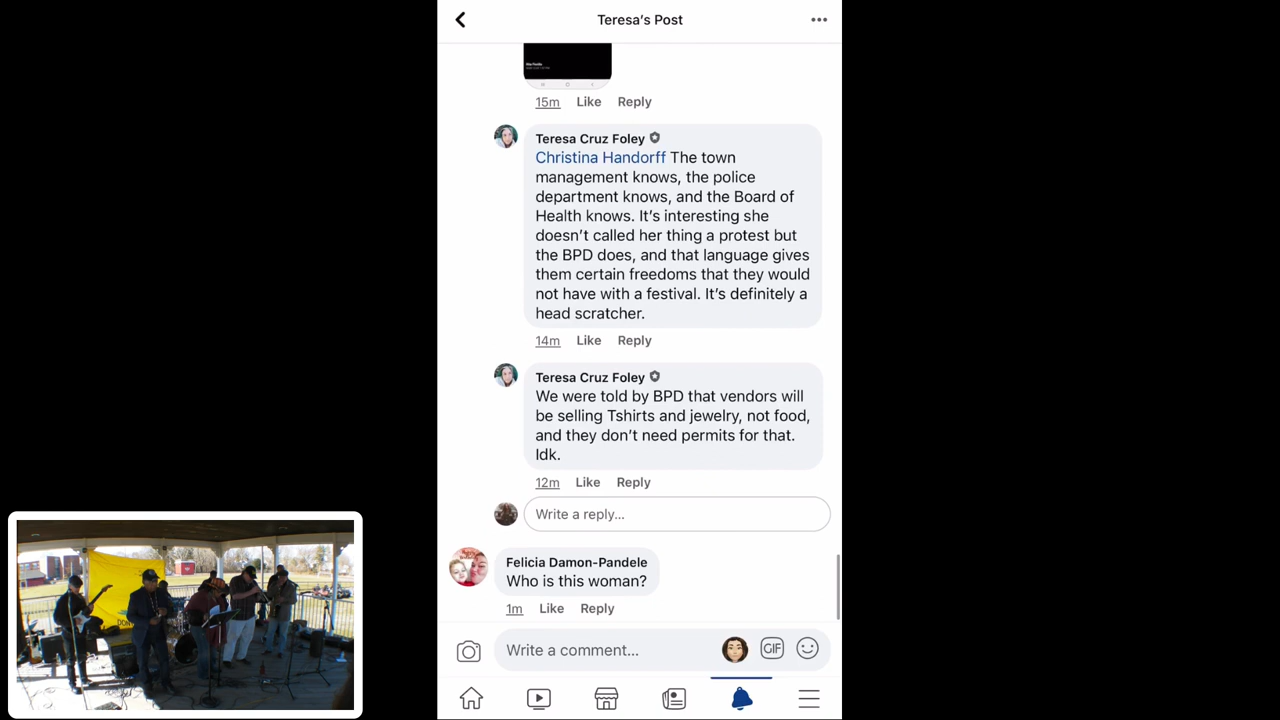 Teresa's Post
15m Like Reply
Teresa Cruz Foley
Christina Handorff The town
management knows, the police
department knows, and the Board of
Health knows. It's interesting she
doesn't called her thing a protest but
the BPD does, and that language gives
them certain freedoms that they would
not have with a festival. It's definitely a
head scratcher.
14m Like Reply
Teresa Cruz Foley
We were told by BPD that vendors will
be selling Tshirts and jewelry, not food,
and they don't need permits for that.
Idk.
12m Like Reply
Write a reply...
Felicia Damon-Pandele
Who is this woman?
1m Like Reply
Write a comment...
GIF